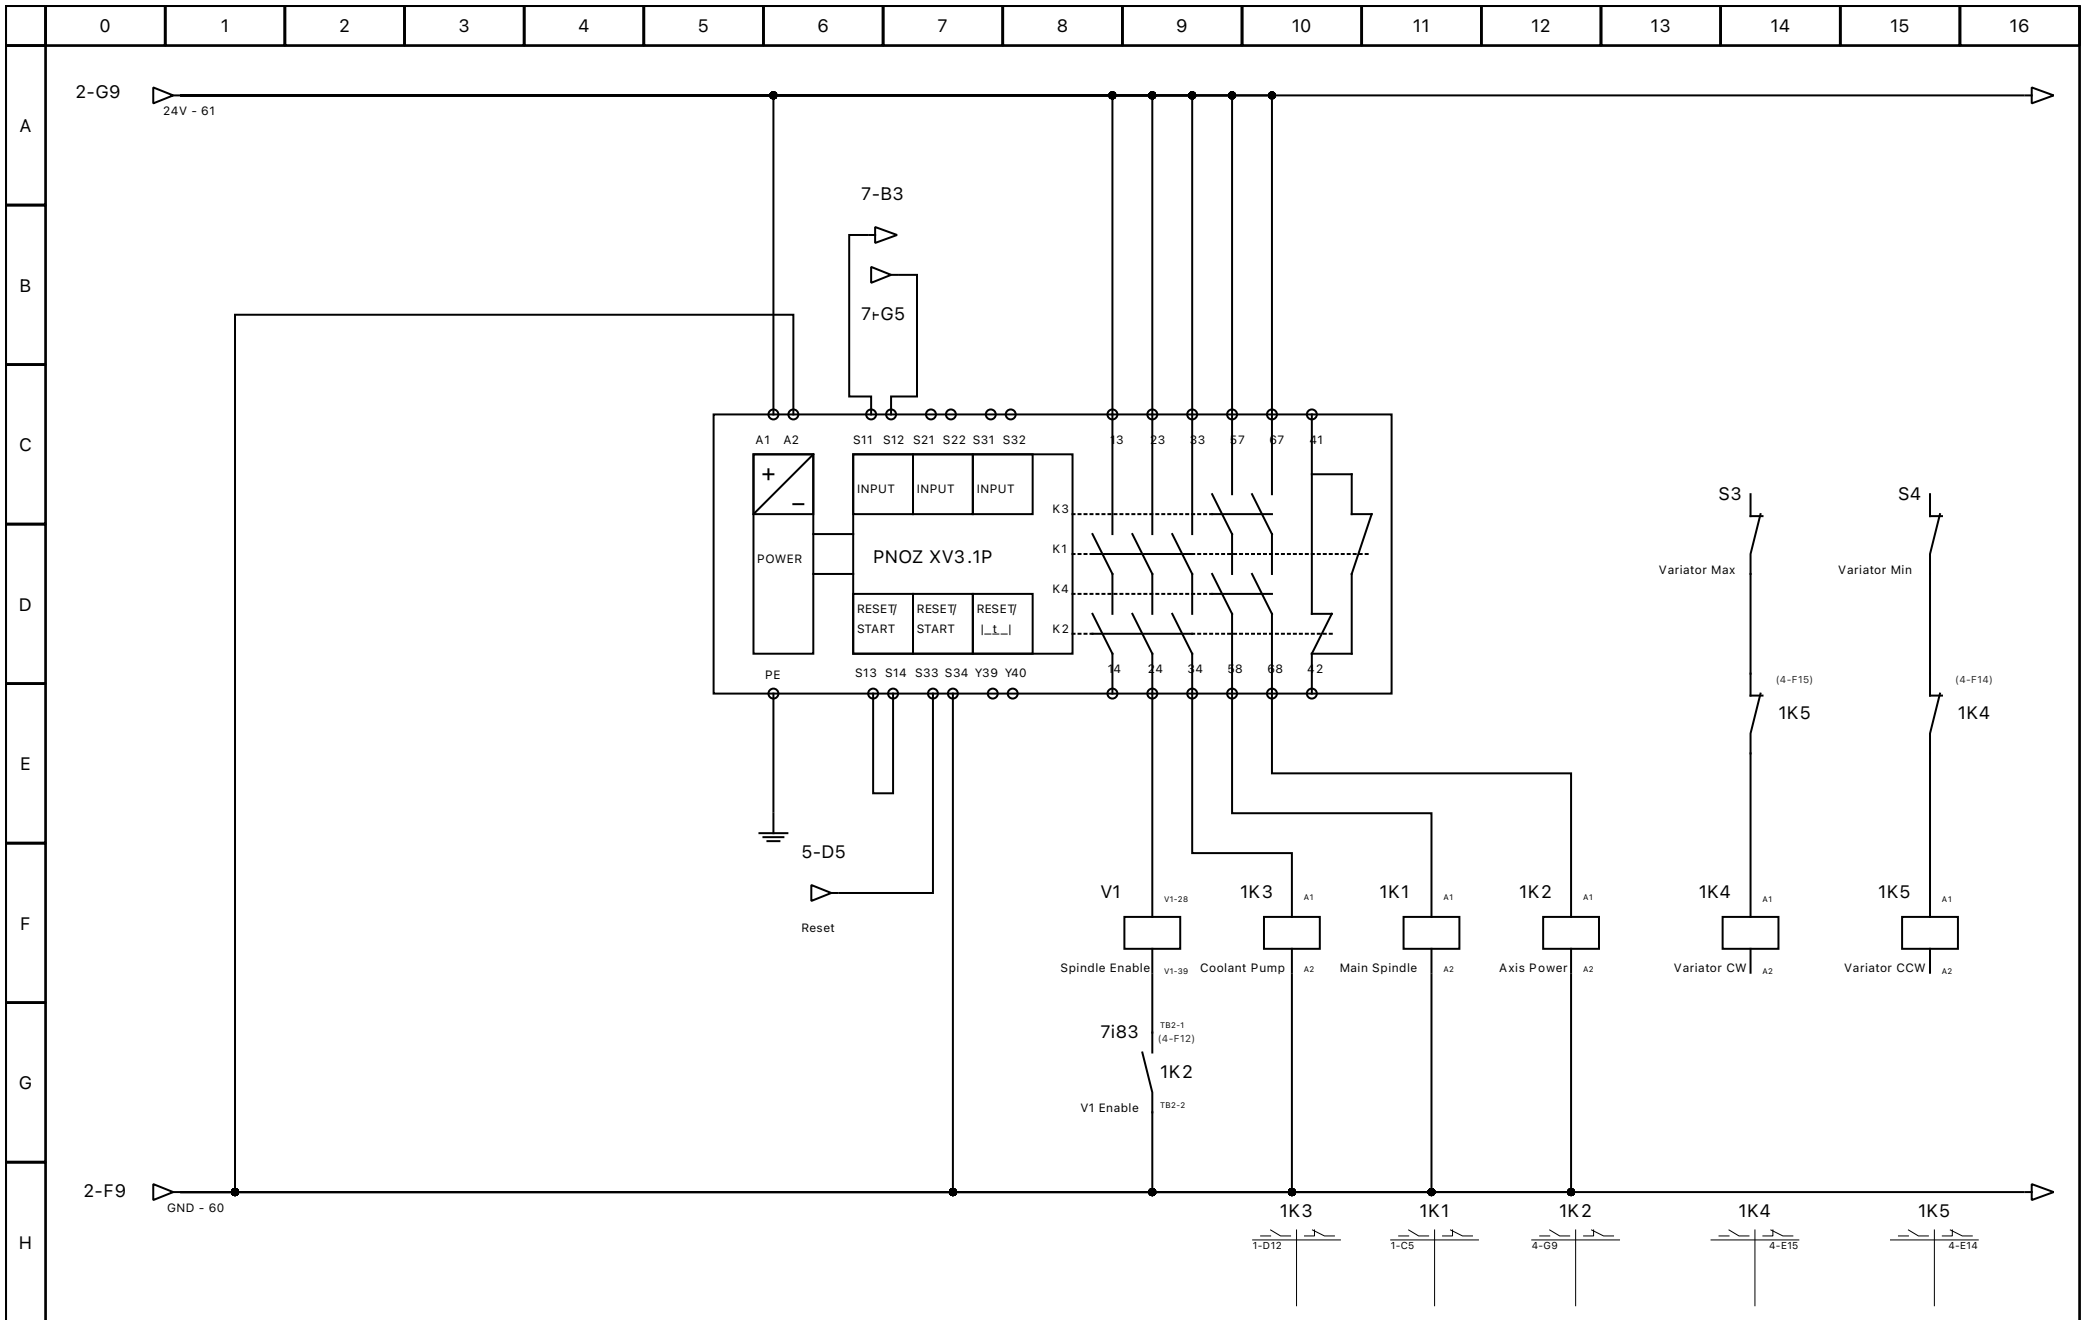 0 1 2 3 4 5 6 7 8 9 10 11 12 13 14 15 16
A
B
C
D
E
F
G
H
2-G9
24V - 61
7-B3
7-G5
A1 A2 S11 S12 S21 S22 S31 S32 13 23 33 57 67 41
+
−
INPUT INPUT INPUT
K3
K1
K4
K2
POWER
PNOZ XV3.1P
RESET/ RESET/ RESET/
START START |_t_|
PE S13 S14 S33 S34 Y39 Y40 14 24 34 58 68 42
S3
Variator Max
(4-F15)
1K5
S4
Variator Min
(4-F14)
1K4
5-D5
Reset
V1
V1-28
Spindle Enable
V1-39
1K3
A1
Coolant Pump
A2
1K1
A1
Main Spindle
A2
1K2
A1
Axis Power
A2
1K4
A1
Variator CW
A2
1K5
A1
Variator CCW
A2
7i83
TB2-1
(4-F12)
1K2
V1 Enable
TB2-2
2-F9
GND - 60
1K3 1K1 1K2 1K4 1K5
1-D12 1-C5 4-G9 4-E15 4-E14